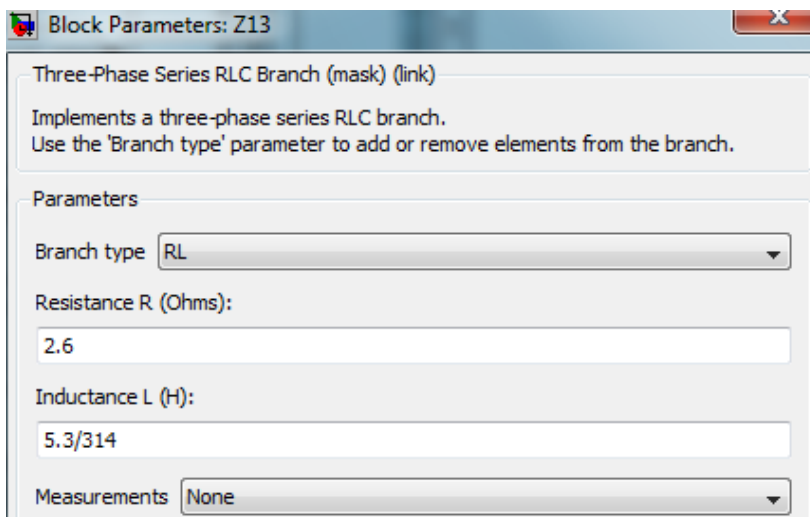 Block Parameters: Z13
Three-Phase Series RLC Branch (mask) (link)
Implements a three-phase series RLC branch.
Use the 'Branch type' parameter to add or remove elements from the branch.
Parameters
Branch type RL
Resistance R (Ohms):
2.6
Inductance L (H):
5.3/314
Measurements None